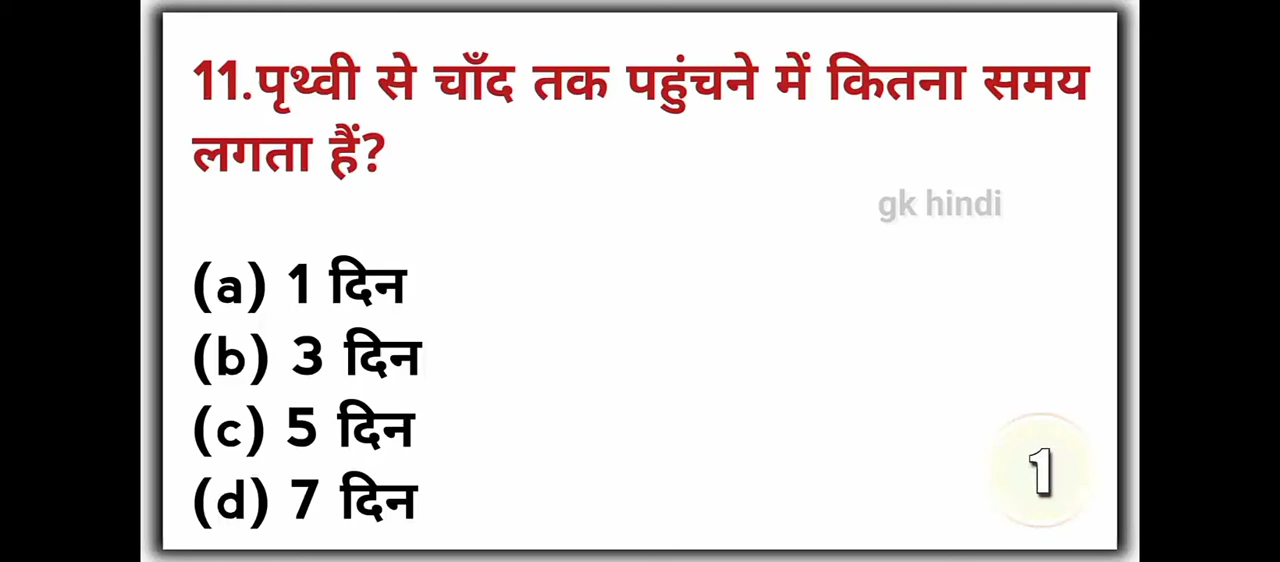 11.पृथ्वी से चाँद तक पहुंचने में कितना समय
लगता हैं?
gk hindi
(a) 1 दिन
(b) 3 दिन
(c) 5 दिन
(d) 7 दिन
1